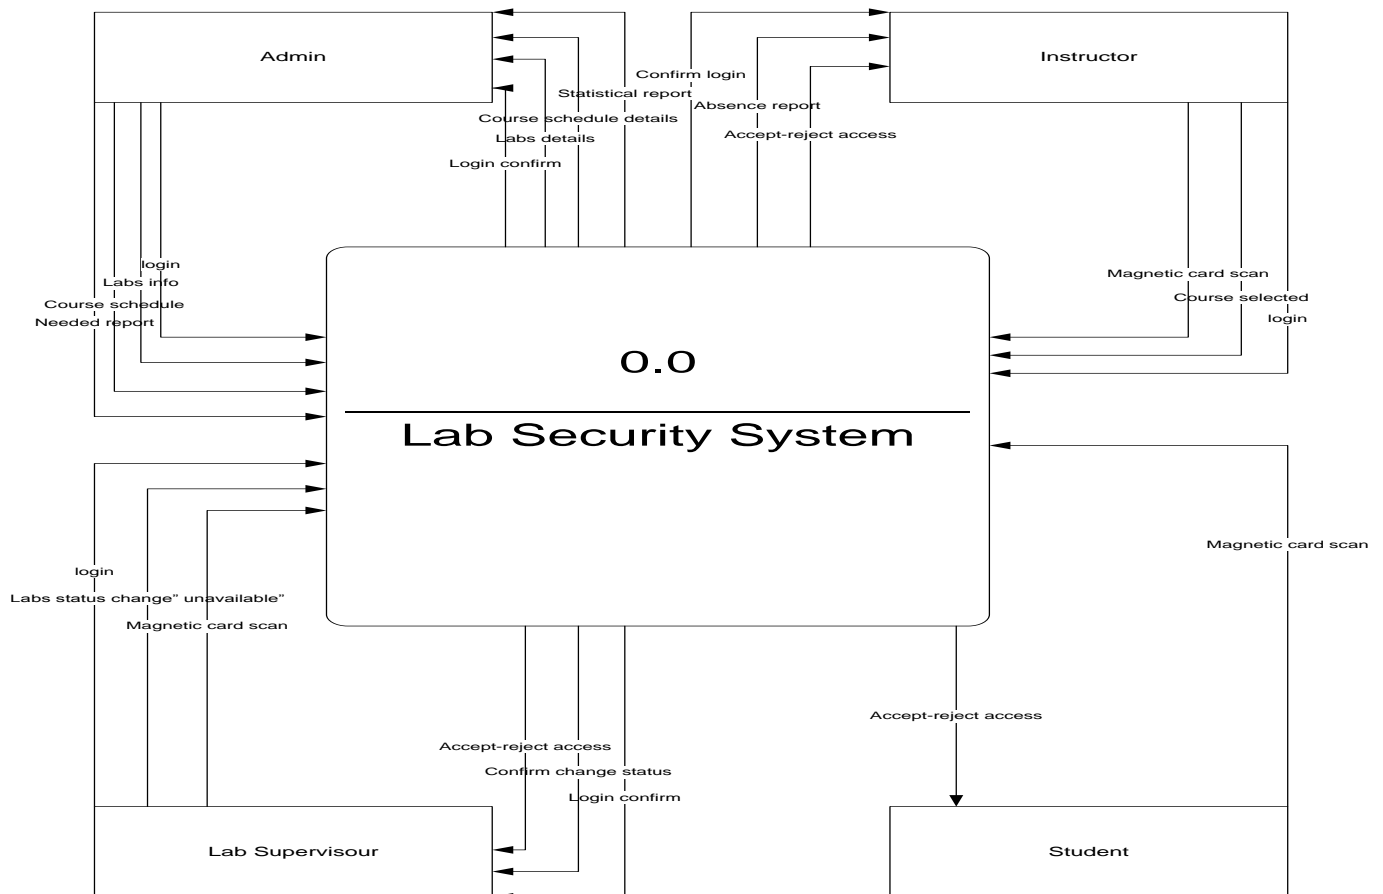 Admin
Instructor
Confirm login
Statistical report
Absence report
Course schedule details
Accept-reject access
Labs details
Login confirm
login
Labs info
Course schedule
Needed report
Magnetic card scan
Course selected
login
0.0
Lab Security System
login
Labs status change" unavailable"
Magnetic card scan
Magnetic card scan
Accept-reject access
Accept-reject access
Confirm change status
Login confirm
Lab Supervisour
Student